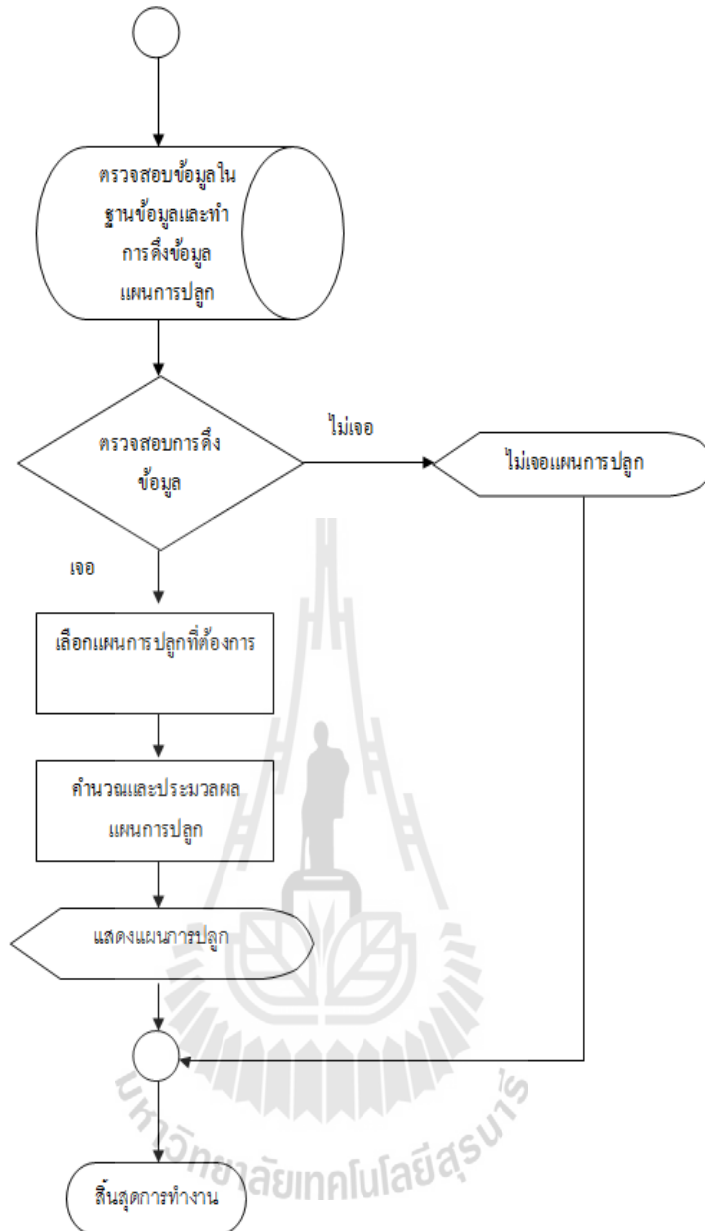 ตรวจสอบข้อมูลใน
ฐานข้อมูลและทำ
การดึงข้อมูล
แผนการปลูก
ตรวจสอบการดึง
ข้อมูล
ไม่เจอ
ไม่เจอแผนการปลูก
เจอ
เลือกแผนการปลูกที่ต้องการ
คำนวณและประมวลผล
แผนการปลูก
แสดงแผนการปลูก
สิ้นสุดการทำงาน
มหาวิทยาลัยเทคโนโลยีสุรนารี